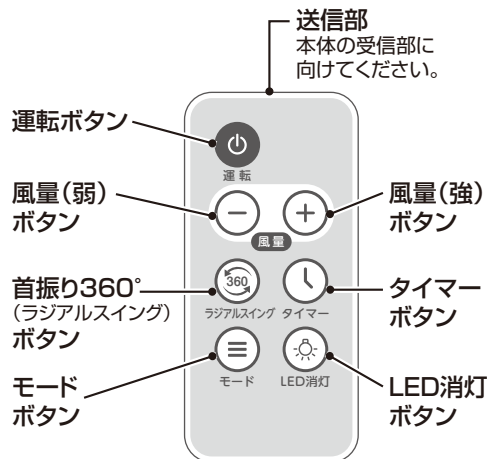 送信部
本体の受信部に
向けてください。
運転ボタン
運転
風量（弱）
ボタン
風量（強）
ボタン
風量
首振り360°
（ラジアルスイング）
ボタン
360
ラジアルスイング
タイマー
タイマー
ボタン
モード
ボタン
モード
LED消灯
LED消灯
ボタン